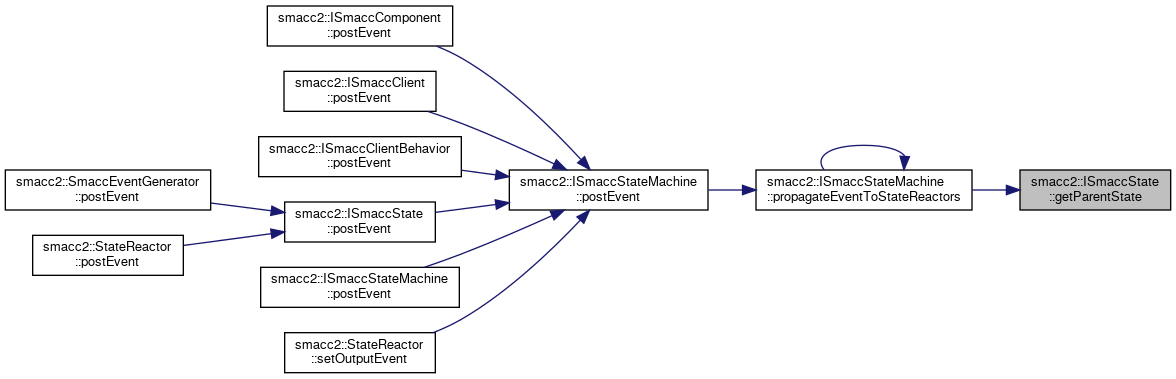 smacc2::ISmaccComponent
::postEvent
smacc2::ISmaccClient
::postEvent
smacc2::ISmaccClientBehavior
::postEvent
smacc2::SmaccEventGenerator
::postEvent
smacc2::ISmaccStateMachine
::postEvent
smacc2::ISmaccStateMachine
::propagateEventToStateReactors
smacc2::ISmaccState
::getParentState
smacc2::ISmaccState
::postEvent
smacc2::StateReactor
::postEvent
smacc2::ISmaccStateMachine
::postEvent
smacc2::StateReactor
::setOutputEvent